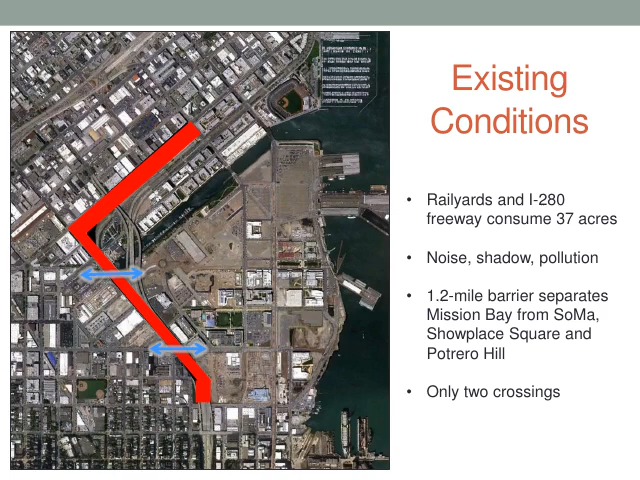 Existing
Conditions
• Railyards and I-280
freeway consume 37 acres
• Noise, shadow, pollution
• 1.2-mile barrier separates
Mission Bay from SoMa,
Showplace Square and
Potrero Hill
• Only two crossings